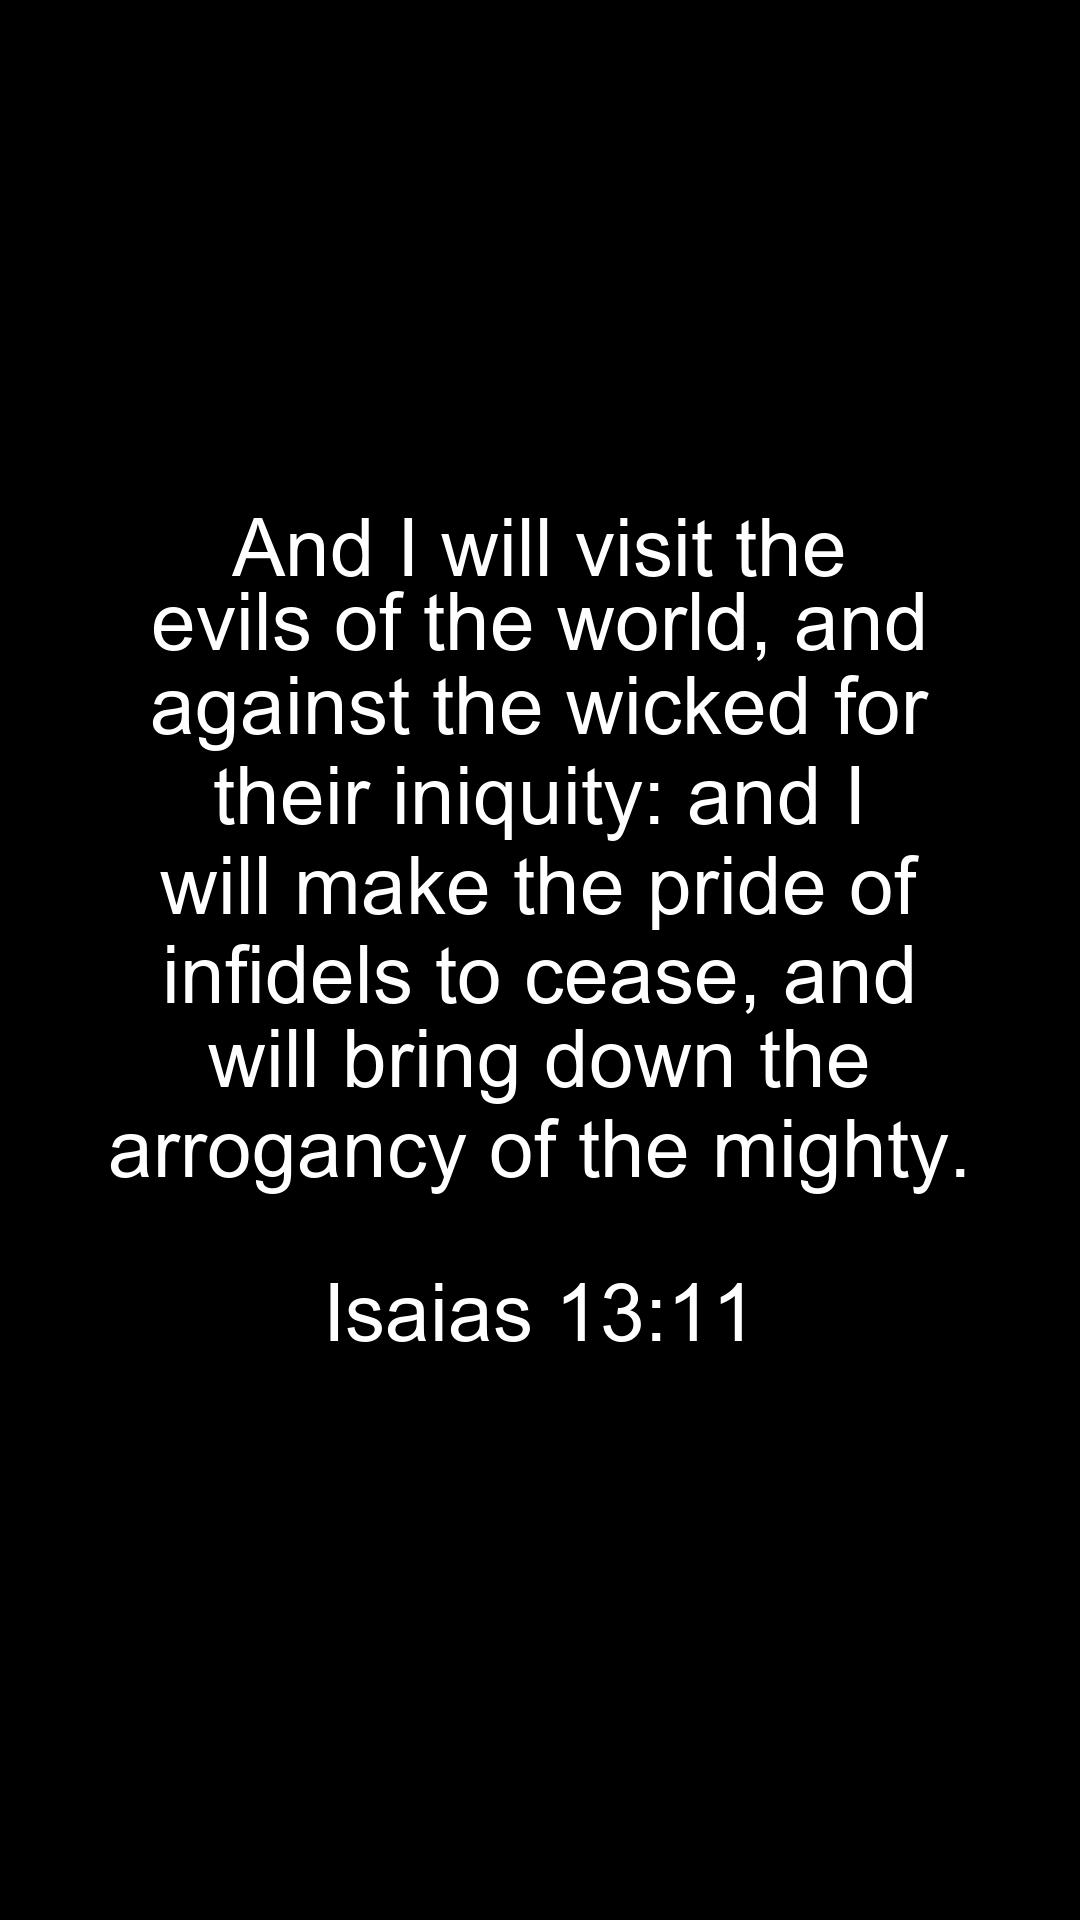 And I will visit the
evils of the world, and
against the wicked for
their iniquity: and I
will make the pride of
infidels to cease, and
will bring down the
arrogancy of the mighty.
Isaias 13:11